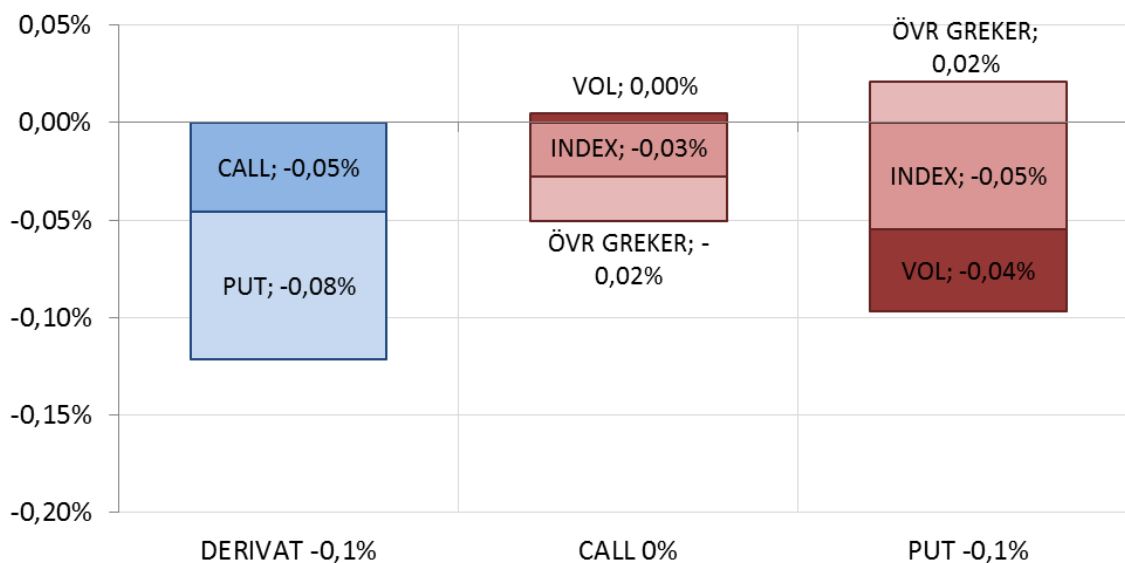 0,05%
0,00%
-0,05%
-0,10%
-0,15%
-0,20%
CALL; -0,05%
PUT; -0,08%
VOL; 0,00%
INDEX; -0,03%
ÖVR GREKER; -
0,02%
ÖVR GREKER;
0,02%
INDEX; -0,05%
VOL; -0,04%
DERIVAT -0,1%
CALL 0%
PUT -0,1%